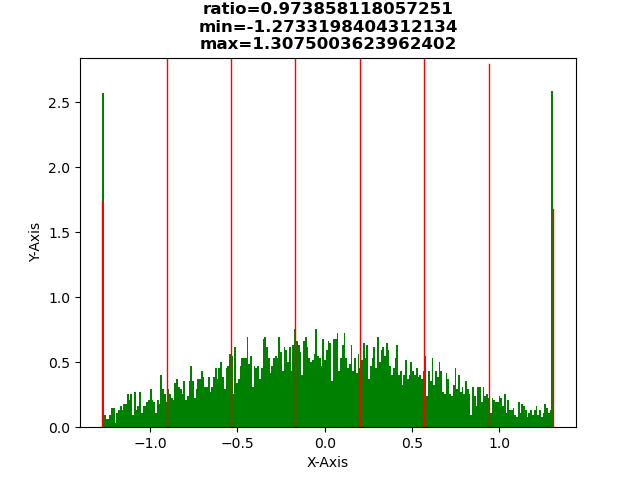 ratio=0.973858118057251
min=-1.2733198404312134
max=1.3075003623962402
2.5
2.0
1.5
1.0
0.5
0.0
Y-Axis
−1.0 −0.5 0.0 0.5 1.0
X-Axis